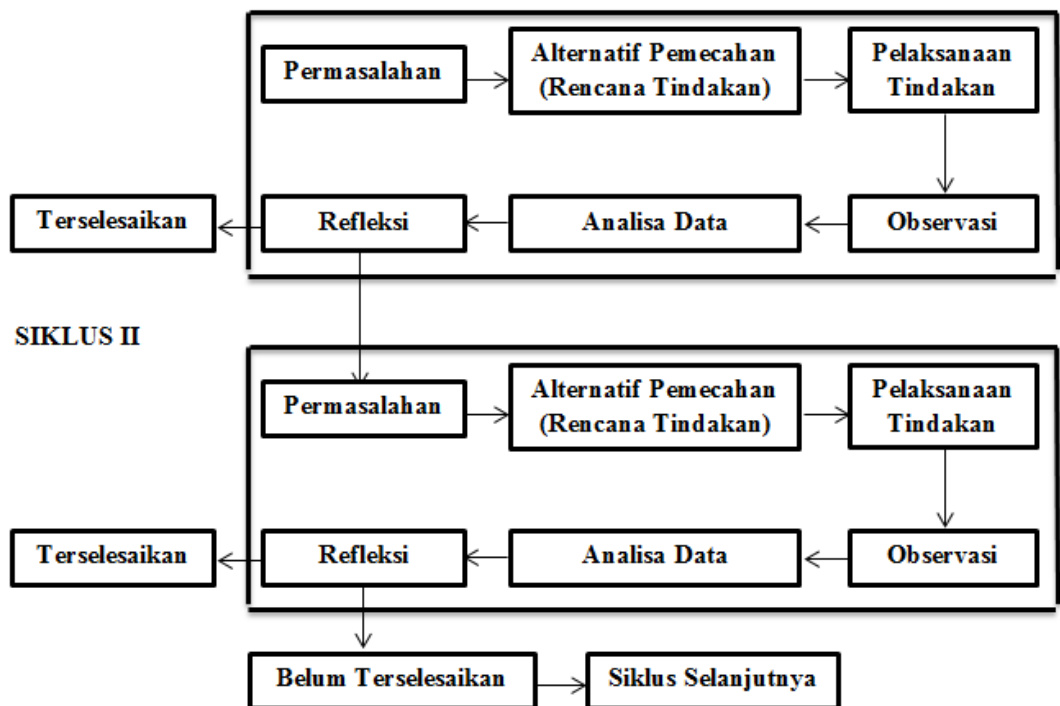 Permasalahan
Alternatif Pemecahan
(Rencana Tindakan)
Pelaksanaan
Tindakan
Terselesaikan
Refleksi
Analisa Data
Observasi
SIKLUS II
Permasalahan
Alternatif Pemecahan
(Rencana Tindakan)
Pelaksanaan
Tindakan
Terselesaikan
Refleksi
Analisa Data
Observasi
Belum Terselesaikan
Siklus Selanjutnya